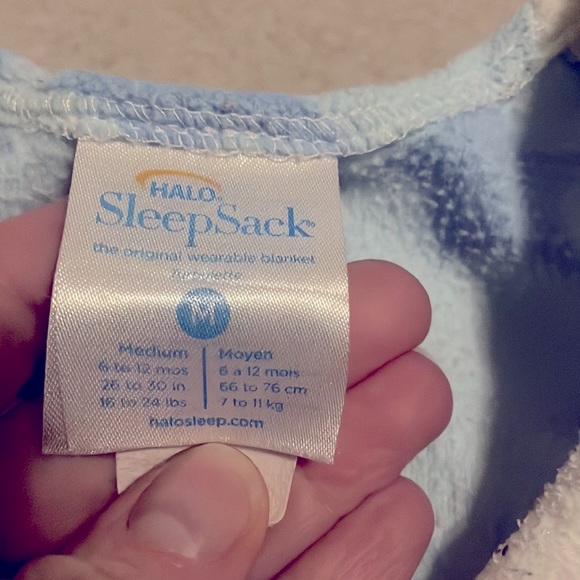 HALO®
SleepSack®
the original wearable blanket
Turbulette
M
Medium Moyen
6 to 12 mos 6 a 12 mois
26 to 30 in 66 to 76 cm
16 to 24 lbs 7 to 11 kg
halosleep.com